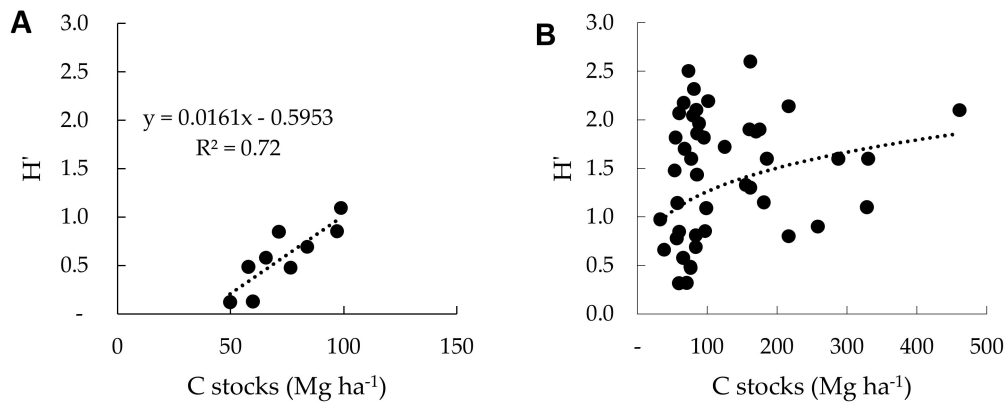 A
3.0
2.5
2.0
1.5
1.0
0.5
-
H'
y = 0.0161x - 0.5953
R² = 0.72
0 50 100 150
C stocks (Mg ha⁻¹)
B
3.0
2.5
2.0
1.5
1.0
0.5
0.0
H'
- 100 200 300 400 500
C stocks (Mg ha⁻¹)